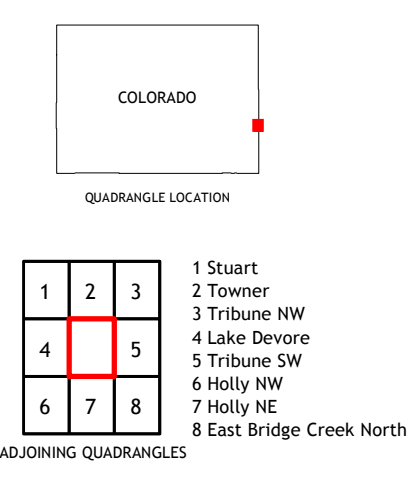 COLORADO
QUADRANGLE LOCATION
1 2 3
4 5
6 7 8
1 Stuart
2 Towner
3 Tribune NW
4 Lake Devore
5 Tribune SW
6 Holly NW
7 Holly NE
8 East Bridge Creek North
ADJOINING QUADRANGLES